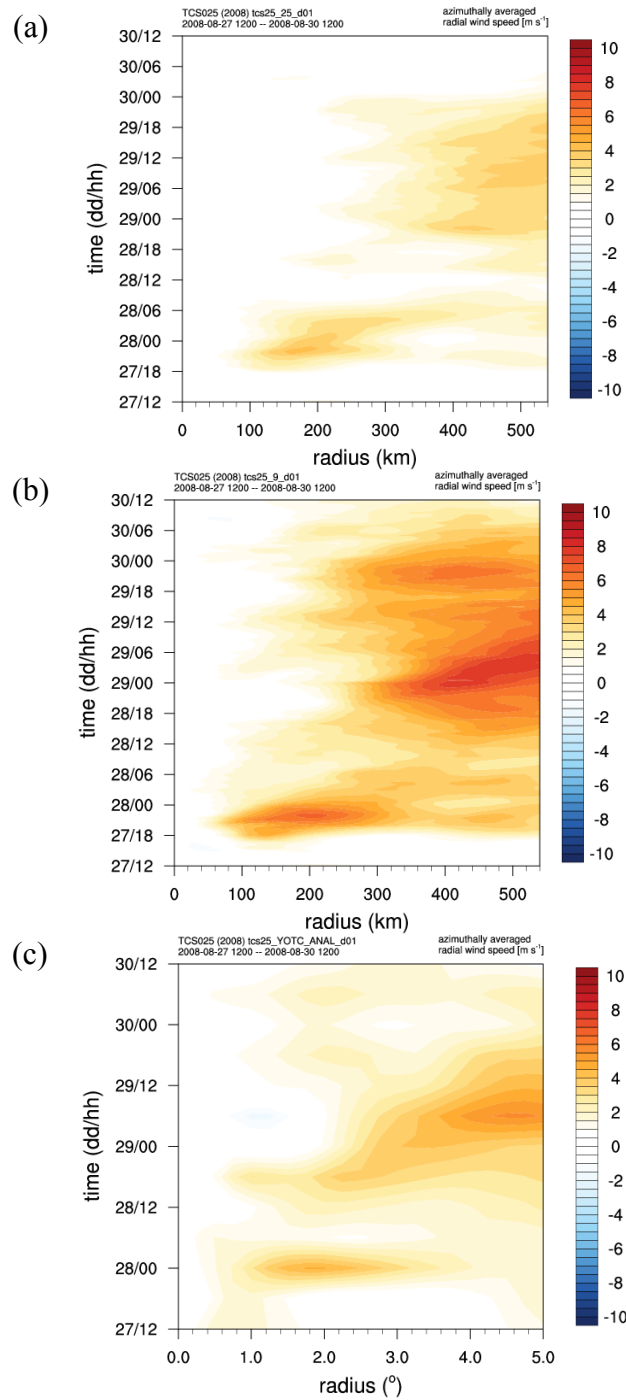 (a)
TCS025 (2008) tcs25_25_d01
2008-08-27 1200 -- 2008-08-30 1200
azimuthally averaged
radial wind speed [m s⁻¹]
30/12
30/06
30/00
29/18
29/12
29/06
29/00
28/18
28/12
28/06
28/00
27/18
27/12
time (dd/hh)
0 100 200 300 400 500
radius (km)
10
8
6
4
2
0
-2
-4
-6
-8
-10
(b)
TCS025 (2008) tcs25_9_d01
2008-08-27 1200 -- 2008-08-30 1200
azimuthally averaged
radial wind speed [m s⁻¹]
30/12
30/06
30/00
29/18
29/12
29/06
29/00
28/18
28/12
28/06
28/00
27/18
27/12
time (dd/hh)
0 100 200 300 400 500
radius (km)
10
8
6
4
2
0
-2
-4
-6
-8
-10
(c)
TCS025 (2008) tcs25_YOTC_ANAL_d01
2008-08-27 1200 -- 2008-08-30 1200
azimuthally averaged
radial wind speed [m s⁻¹]
30/12
30/00
29/12
29/00
28/12
28/00
27/12
time (dd/hh)
0.0 1.0 2.0 3.0 4.0 5.0
radius (°)
10
8
6
4
2
0
-2
-4
-6
-8
-10